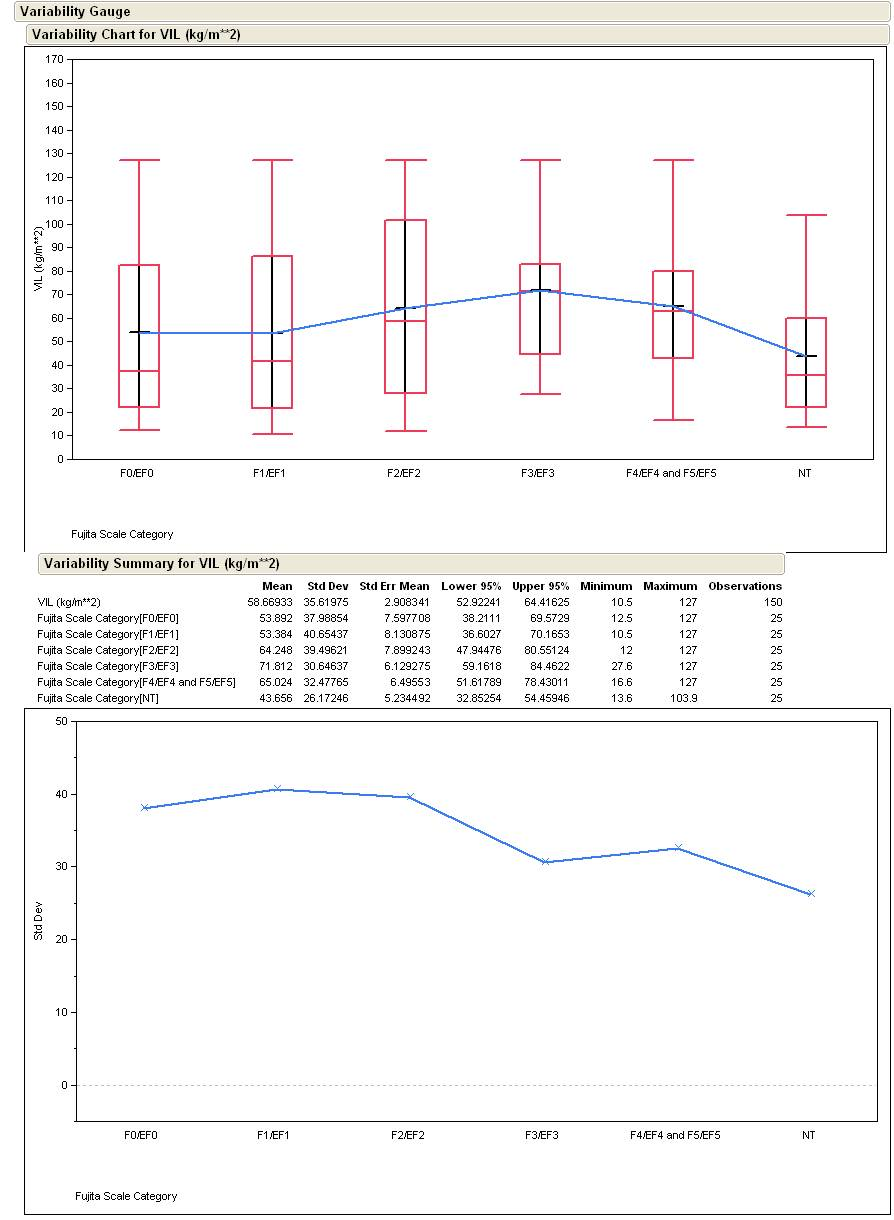 Variability Gauge
Variability Chart for VIL (kg/m**2)
170
160
150
140
130
120
110
100
90
80
70
60
50
40
30
20
10
0
VIL (kg/m**2)
F0/EF0 F1/EF1 F2/EF2 F3/EF3 F4/EF4 and F5/EF5 NT
Fujita Scale Category
Variability Summary for VIL (kg/m**2)
Mean Std Dev Std Err Mean Lower 95% Upper 95% Minimum Maximum Observations
VIL (kg/m**2) 58.66933 35.61975 2.908341 52.92241 64.41625 10.5 127 150
Fujita Scale Category[F0/EF0] 53.892 37.98854 7.597708 38.2111 69.5729 12.5 127 25
Fujita Scale Category[F1/EF1] 53.384 40.65437 8.130875 36.6027 70.1653 10.5 127 25
Fujita Scale Category[F2/EF2] 64.248 39.49621 7.899243 47.94476 80.55124 12 127 25
Fujita Scale Category[F3/EF3] 71.812 30.64637 6.129275 59.1618 84.4622 27.6 127 25
Fujita Scale Category[F4/EF4 and F5/EF5] 65.024 32.47765 6.49553 51.61789 78.43011 16.6 127 25
Fujita Scale Category[NT] 43.656 26.17246 5.234492 32.85254 54.45946 13.6 103.9 25
50
40
30
20
10
0
Std Dev
F0/EF0 F1/EF1 F2/EF2 F3/EF3 F4/EF4 and F5/EF5 NT
Fujita Scale Category